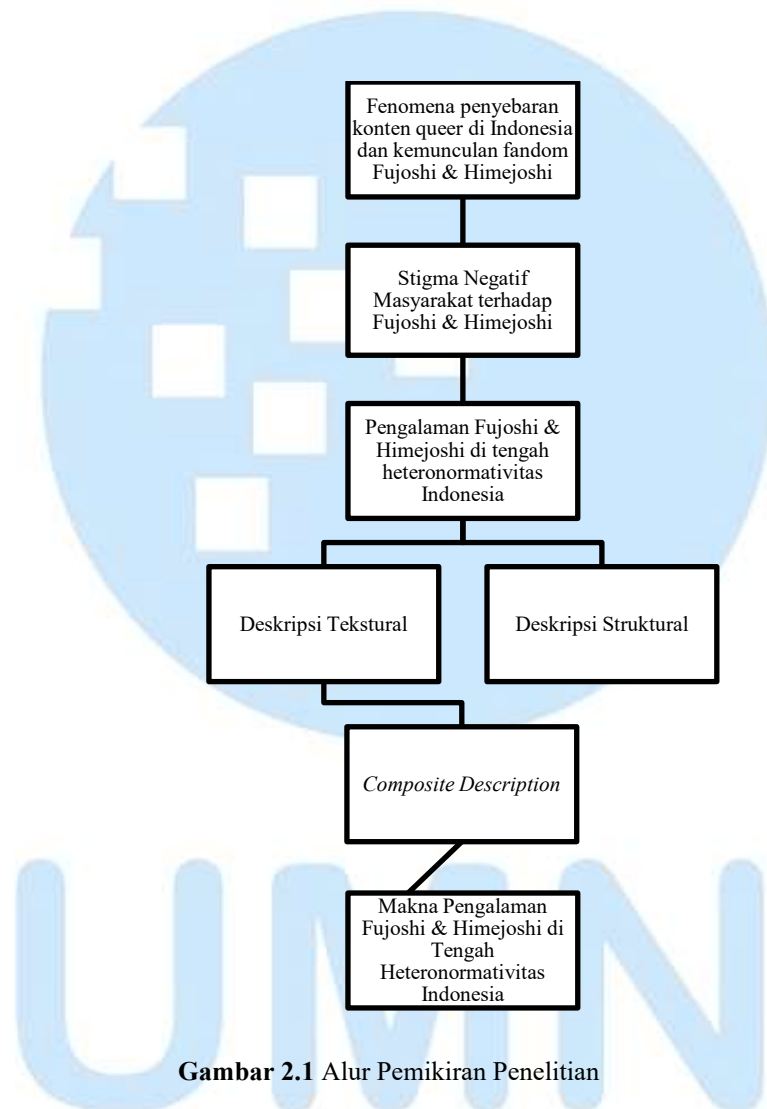 Fenomena penyebaran
konten queer di Indonesia
dan kemunculan fandom
Fujoshi & Himejoshi
Stigma Negatif
Masyarakat terhadap
Fujoshi & Himejoshi
Pengalaman Fujoshi &
Himejoshi di tengah
heteronormativitas
Indonesia
Deskripsi Tekstural
Deskripsi Struktural
Composite Description
Makna Pengalaman
Fujoshi & Himejoshi di
Tengah
Heteronormativitas
Indonesia
UMN
Gambar 2.1 Alur Pemikiran Penelitian